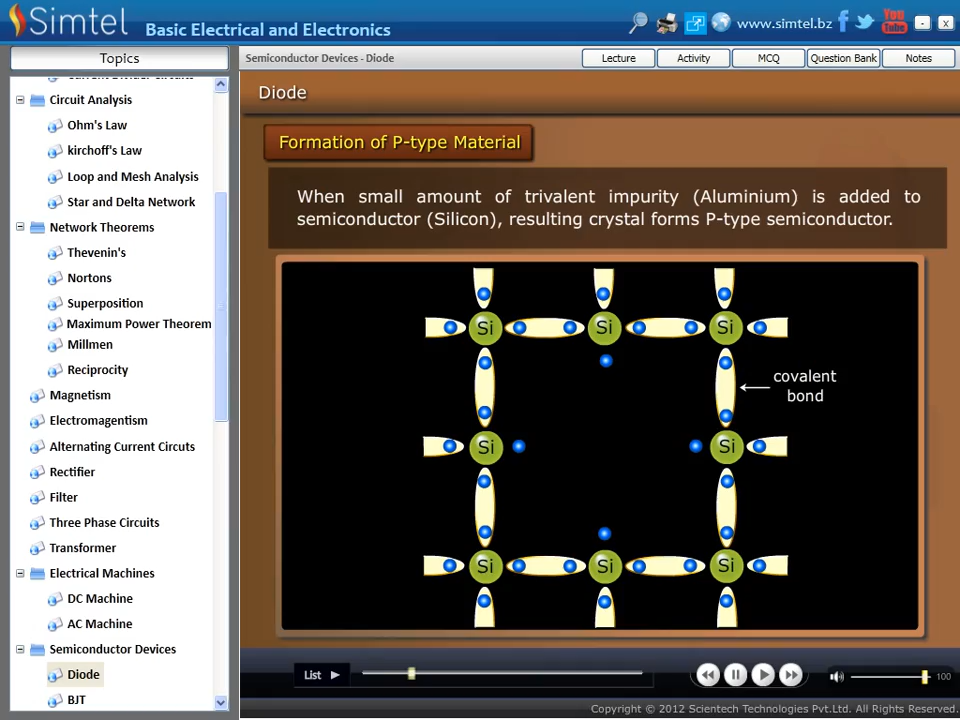 Simtel Basic Electrical and Electronics
www.simtel.bz
You Tube
Topics
Semiconductor Devices - Diode
Lecture
Activity
MCQ
Question Bank
Notes
Circuit Analysis
Ohm's Law
kirchoff's Law
Loop and Mesh Analysis
Star and Delta Network
Network Theorems
Thevenin's
Nortons
Superposition
Maximum Power Theorem
Millmen
Reciprocity
Magnetism
Electromagentism
Alternating Current Circuts
Rectifier
Filter
Three Phase Circuits
Transformer
Electrical Machines
DC Machine
AC Machine
Semiconductor Devices
Diode
BJT
Diode
Formation of P-type Material
When small amount of trivalent impurity (Aluminium) is added to
semiconductor (Silicon), resulting crystal forms P-type semiconductor.
Si Si Si
covalent
bond
Si Si
Si Si Si
List
100
Copyright © 2012 Scientech Technologies Pvt.Ltd. All Rights Reserved.